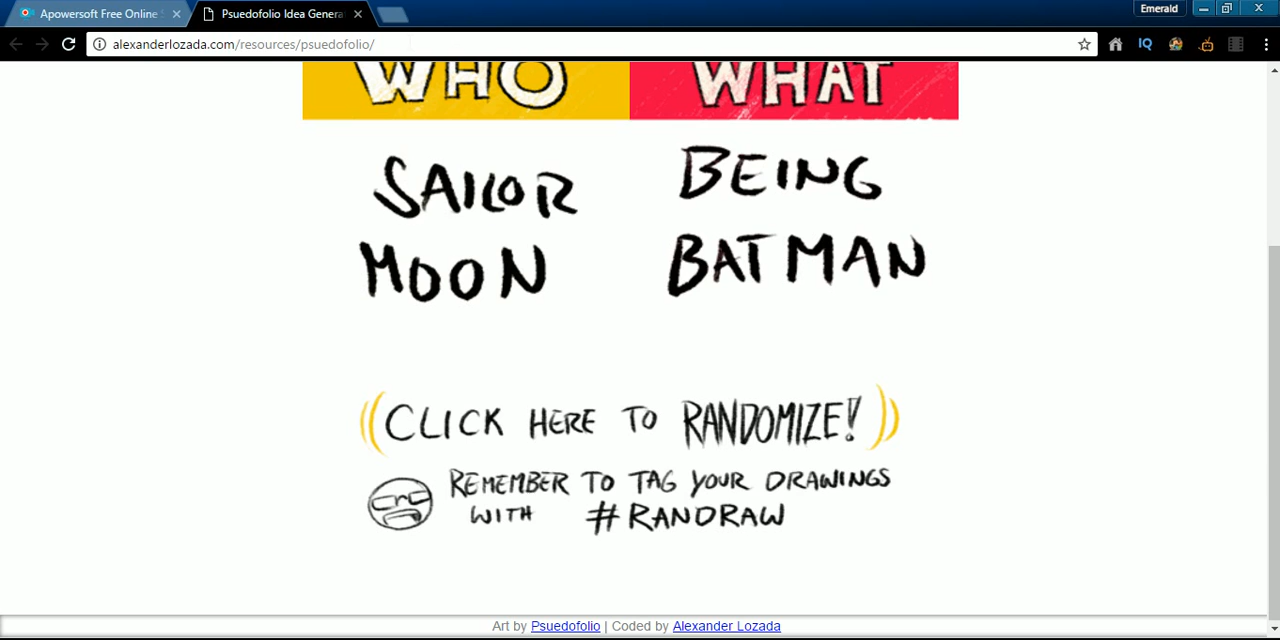 Apowersoft Free Online S
Psuedofolio Idea Genera
Emerald
alexanderlozada.com/resources/psuedofolio/
IQ
WHO WHAT
SAILOR BEING
MOON BATMAN
((CLICK HERE TO RANDOMIZE!))
REMEMBER TO TAG YOUR DRAWINGS
WITH #RANDRAW
Art by Psuedofolio | Coded by Alexander Lozada